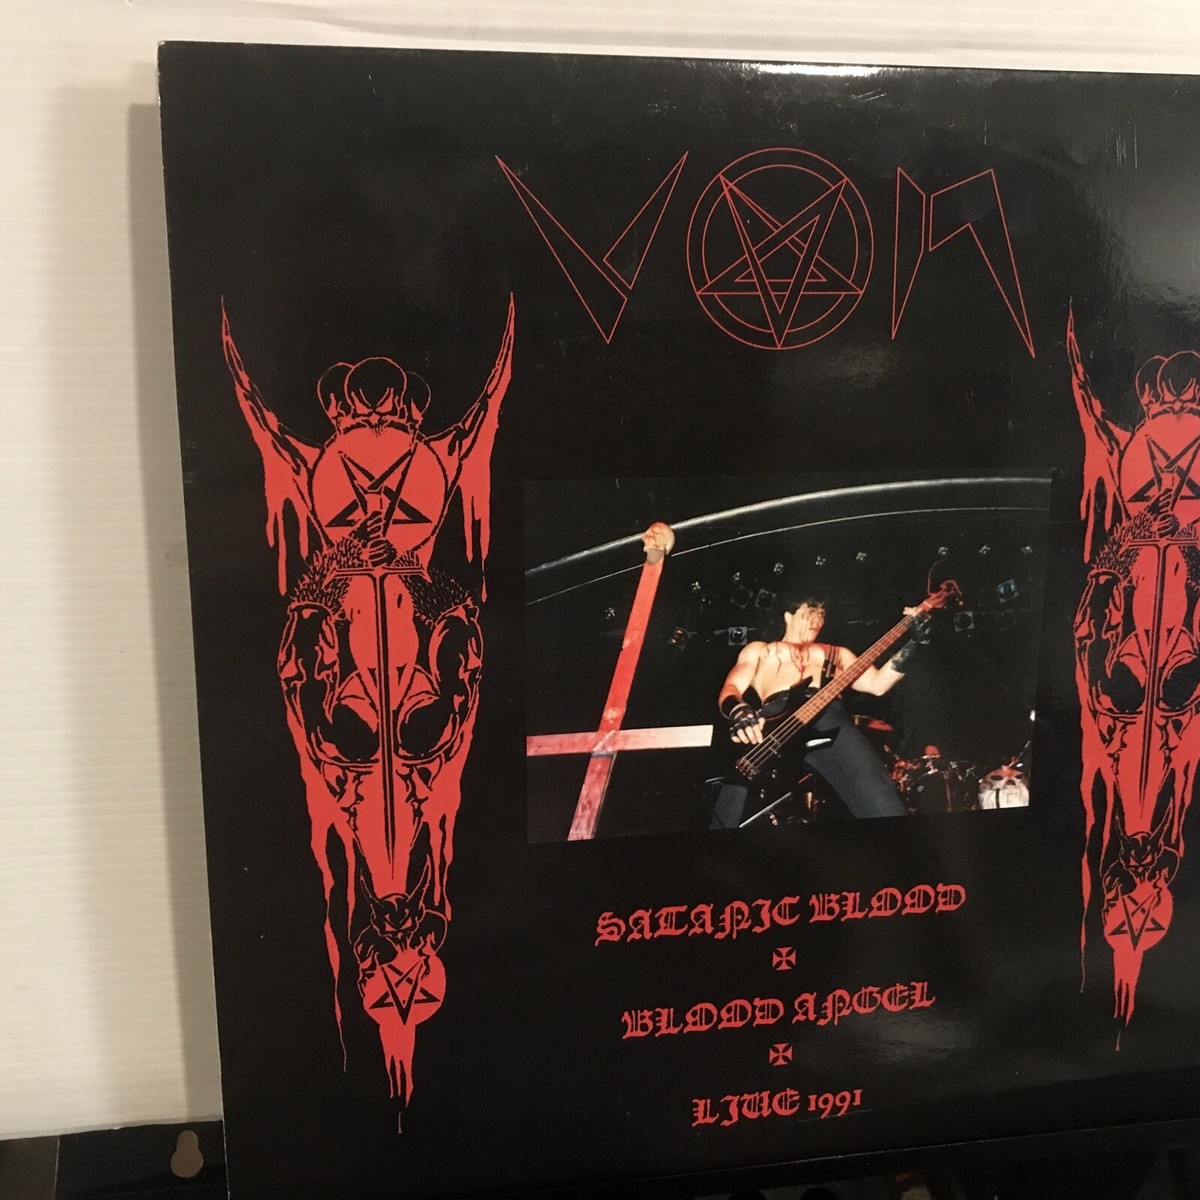 VON
SATANIC BLOOD
BLOOD ANGEL
LIVE 1991